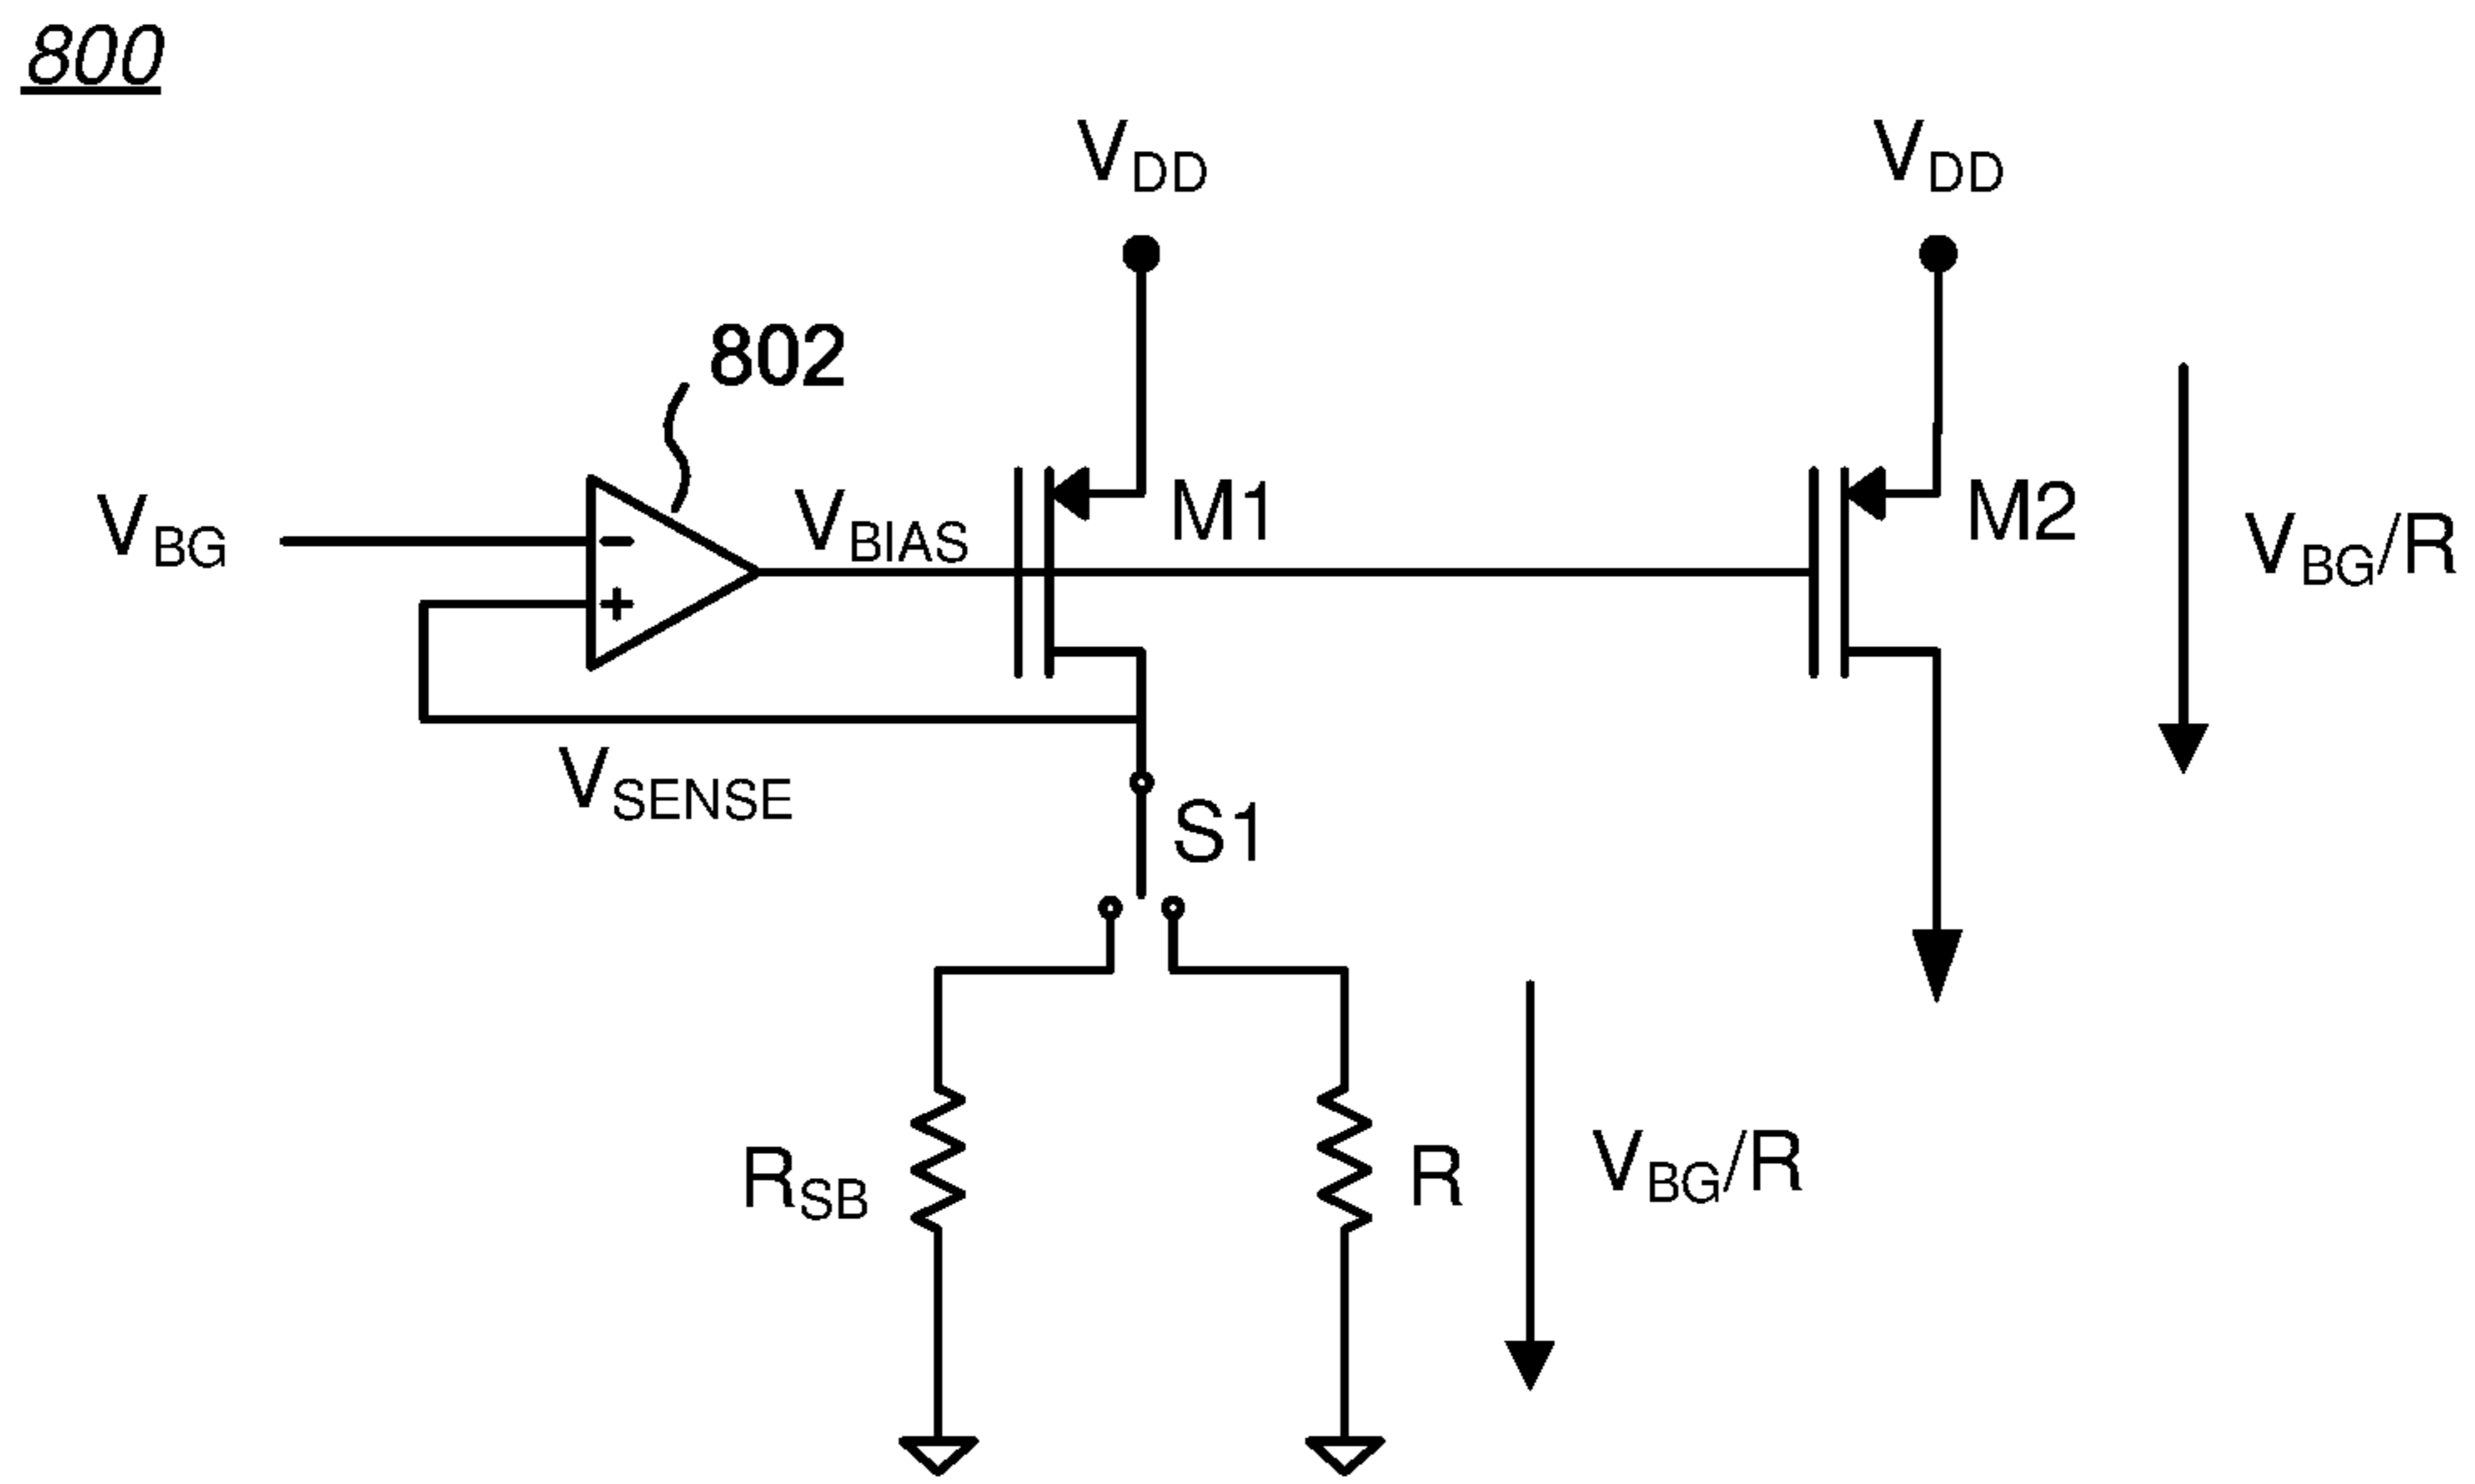 800
VDD
VDD
802
VBG
-
+
VBIAS
M1
M2
VBG/R
VSENSE
S1
RSB
R
VBG/R